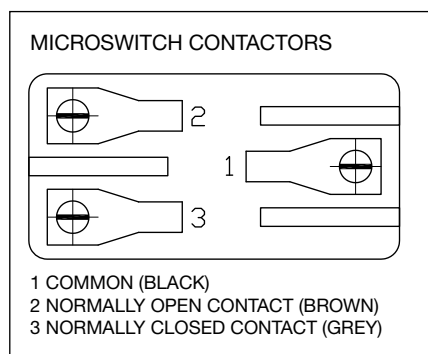 MICROSWITCH CONTACTORS
2
1
3
1 COMMON (BLACK)
2 NORMALLY OPEN CONTACT (BROWN)
3 NORMALLY CLOSED CONTACT (GREY)